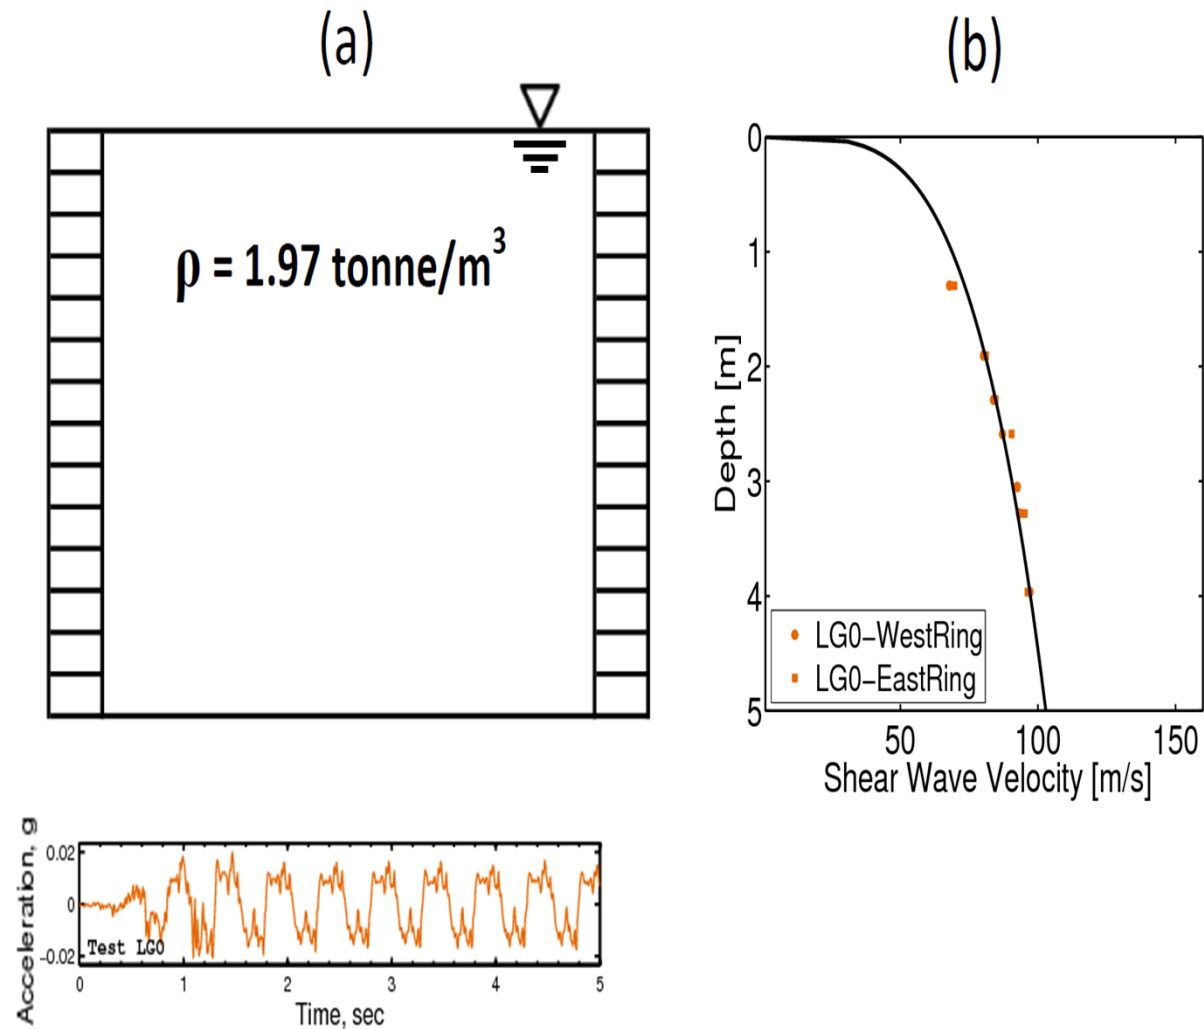 (a)
ρ = 1.97 tonne/m³
(b)
0
1
2
3
4
5
Depth [m]
LG0-WestRing
LG0-EastRing
50
100
150
Shear Wave Velocity [m/s]
Acceleration, g
0.02
0
-0.02
Test LG0
0
1
2
3
4
5
Time, sec